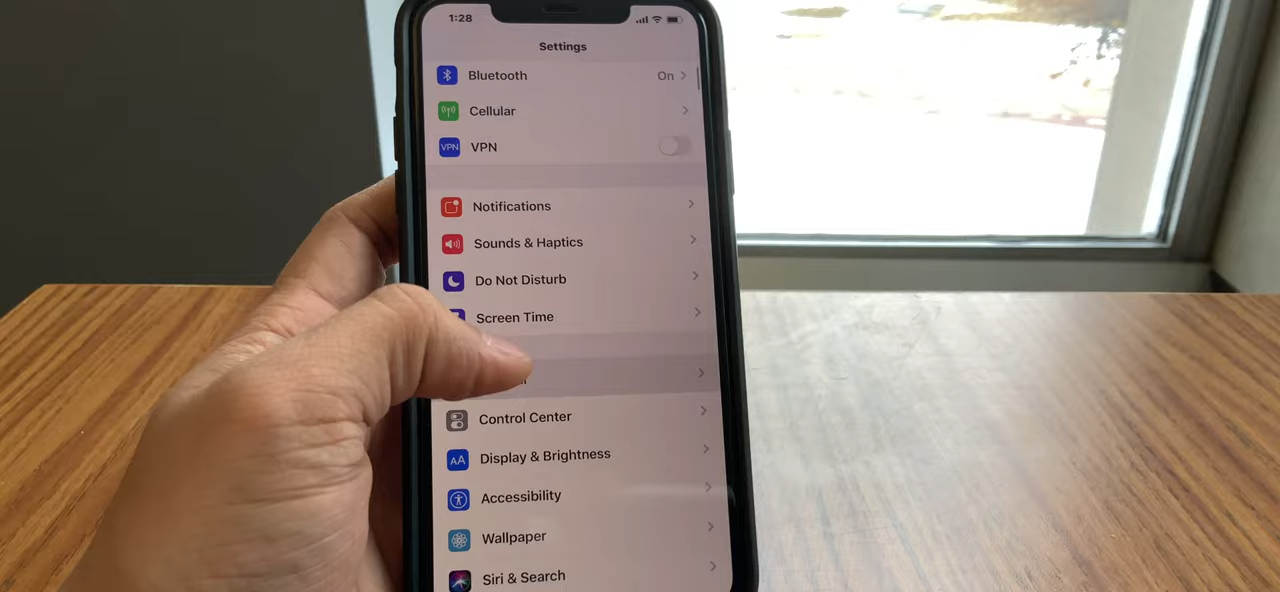 1:28
Settings
Bluetooth On
Cellular
VPN VPN
Notifications
Sounds & Haptics
Do Not Disturb
Screen Time
Control Center
AA Display & Brightness
Accessibility
Wallpaper
Siri & Search